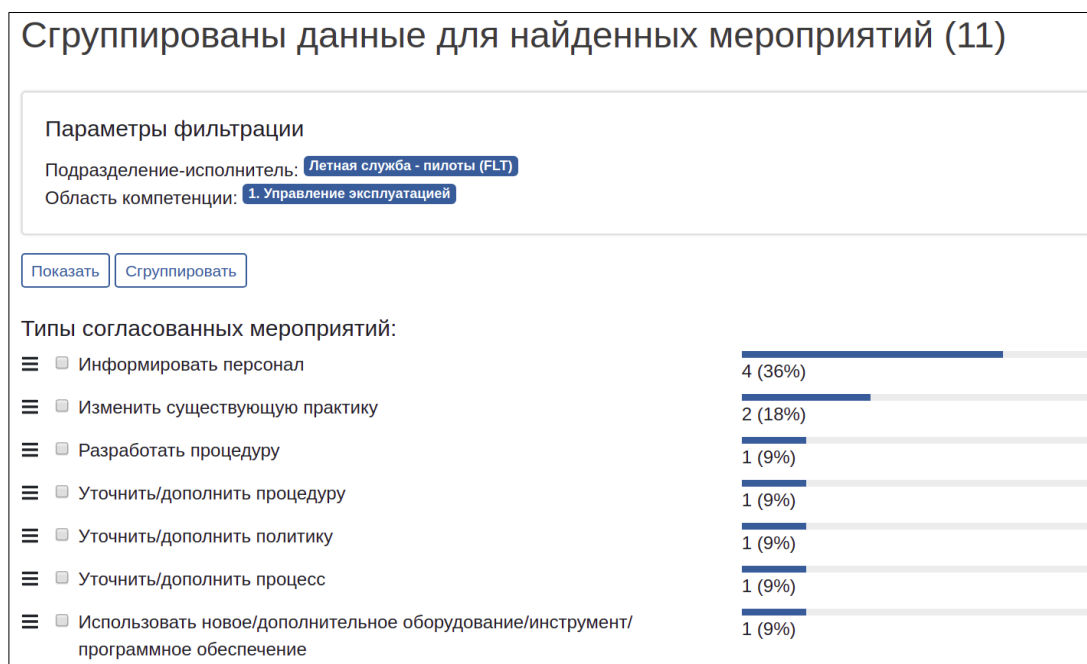 Сгруппированы данные для найденных мероприятий (11)
Параметры фильтрации
Подразделение-исполнитель: Летная служба - пилоты (FLT)
Область компетенции: 1. Управление эксплуатацией
Показать Сгруппировать
Типы согласованных мероприятий:
Информировать персонал 4 (36%)
Изменить существующую практику 2 (18%)
Разработать процедуру 1 (9%)
Уточнить/дополнить процедуру 1 (9%)
Уточнить/дополнить политику 1 (9%)
Уточнить/дополнить процесс 1 (9%)
Использовать новое/дополнительное оборудование/инструмент/ 1 (9%)
программное обеспечение